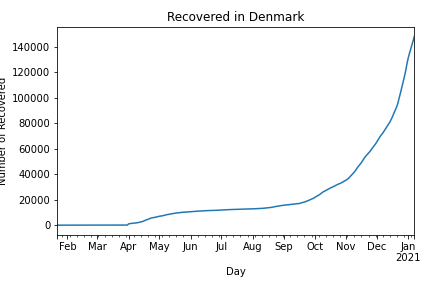 Recovered in Denmark
Number of Recovered
140000
120000
100000
80000
60000
40000
20000
0
Feb Mar Apr May Jun Jul Aug Sep Oct Nov Dec Jan
2021
Day